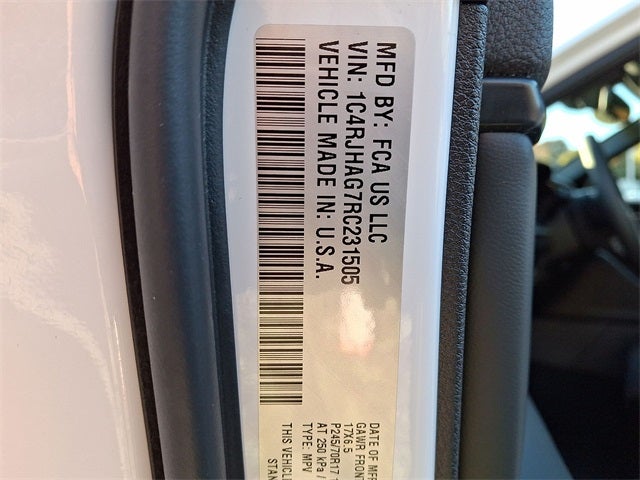 MFD BY: FCA US LLC
VIN: 1C4RJHAG7RC231505
VEHICLE MADE IN: U.S.A.
DATE OF MFR
GAWR FRONT
17X6.5
P245/70R17 1
AT 250 kPa /
TYPE: MPV
THIS VEHICLE
STAN